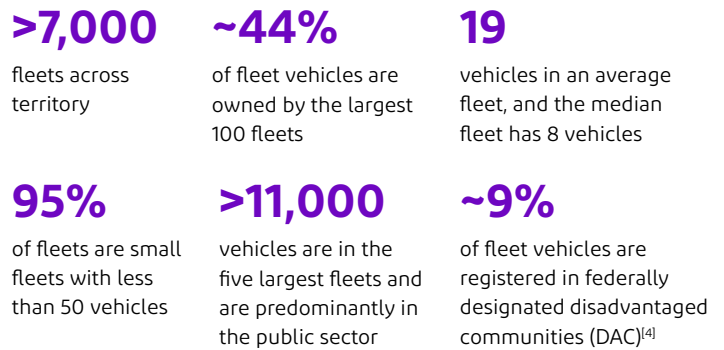 >7,000
fleets across
territory
~44%
of fleet vehicles are
owned by the largest
100 fleets
19
vehicles in an average
fleet, and the median
fleet has 8 vehicles
95%
of fleets are small
fleets with less
than 50 vehicles
>11,000
vehicles are in the
five largest fleets and
are predominantly in
the public sector
~9%
of fleet vehicles are
registered in federally
designated disadvantaged
communities (DAC)[4]